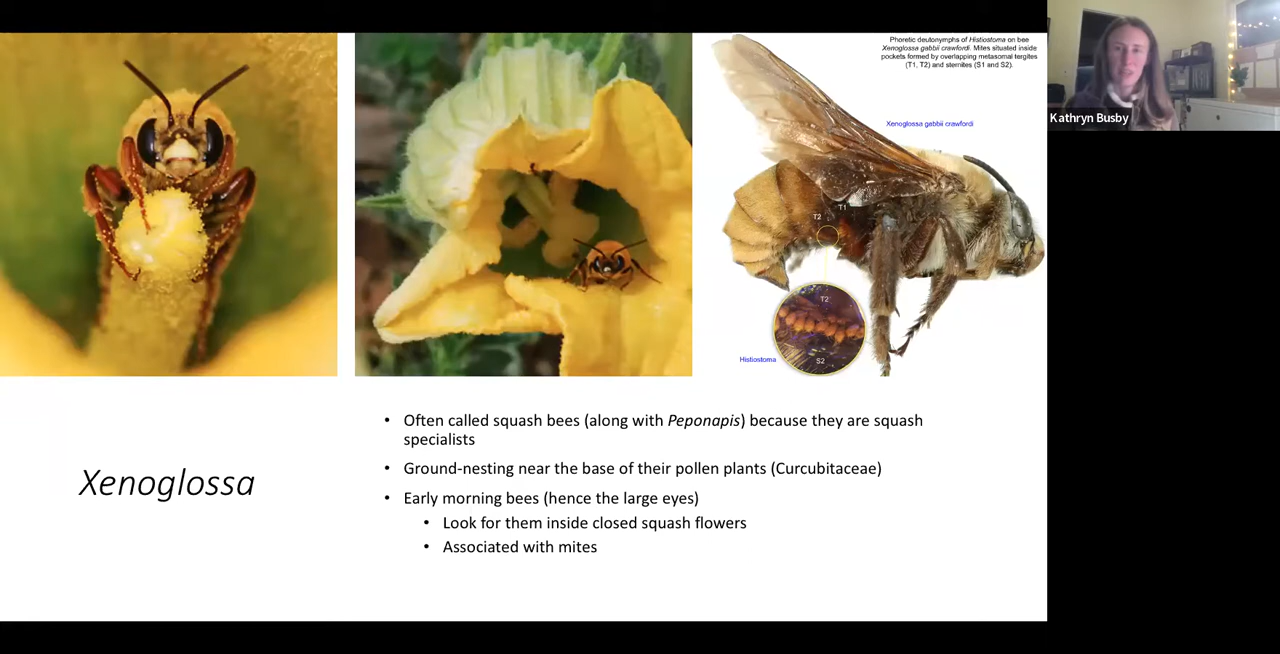 Phoretic deutonymphs of Histiostoma on bee
Xenoglossa gabbii crawfordi. Mites situated inside
pockets formed by overlapping metasomal tergites
(T1, T2) and sternites (S1 and S2).
Kathryn Busby
Xenoglossa gabbii crawfordi
T1
T2
T2
Histiostoma
S2
• Often called squash bees (along with Peponapis) because they are squash
specialists
• Ground-nesting near the base of their pollen plants (Curcubitaceae)
Xenoglossa
• Early morning bees (hence the large eyes)
• Look for them inside closed squash flowers
• Associated with mites